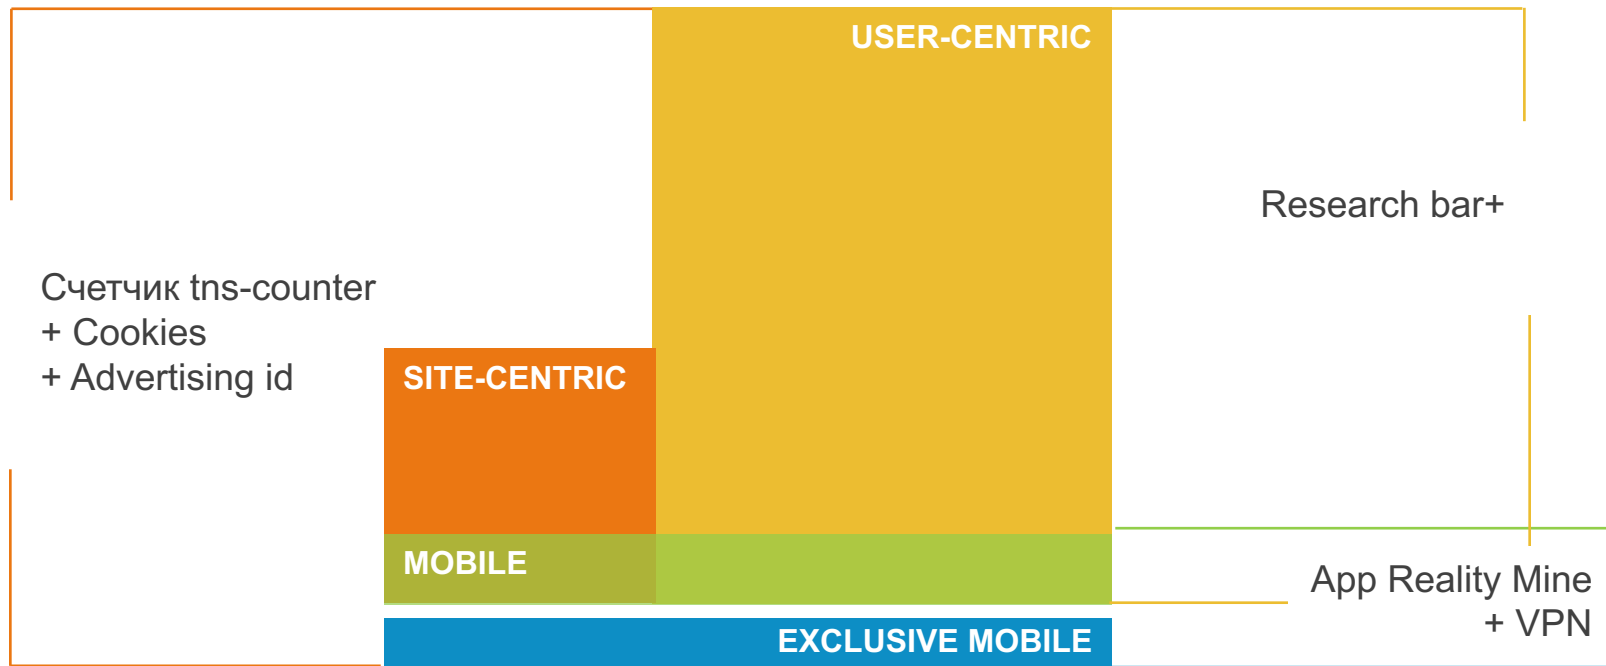 USER-CENTRIC
Research bar+
Счетчик tns-counter
+ Cookies
+ Advertising id
SITE-CENTRIC
MOBILE
App Reality Mine
+ VPN
EXCLUSIVE MOBILE